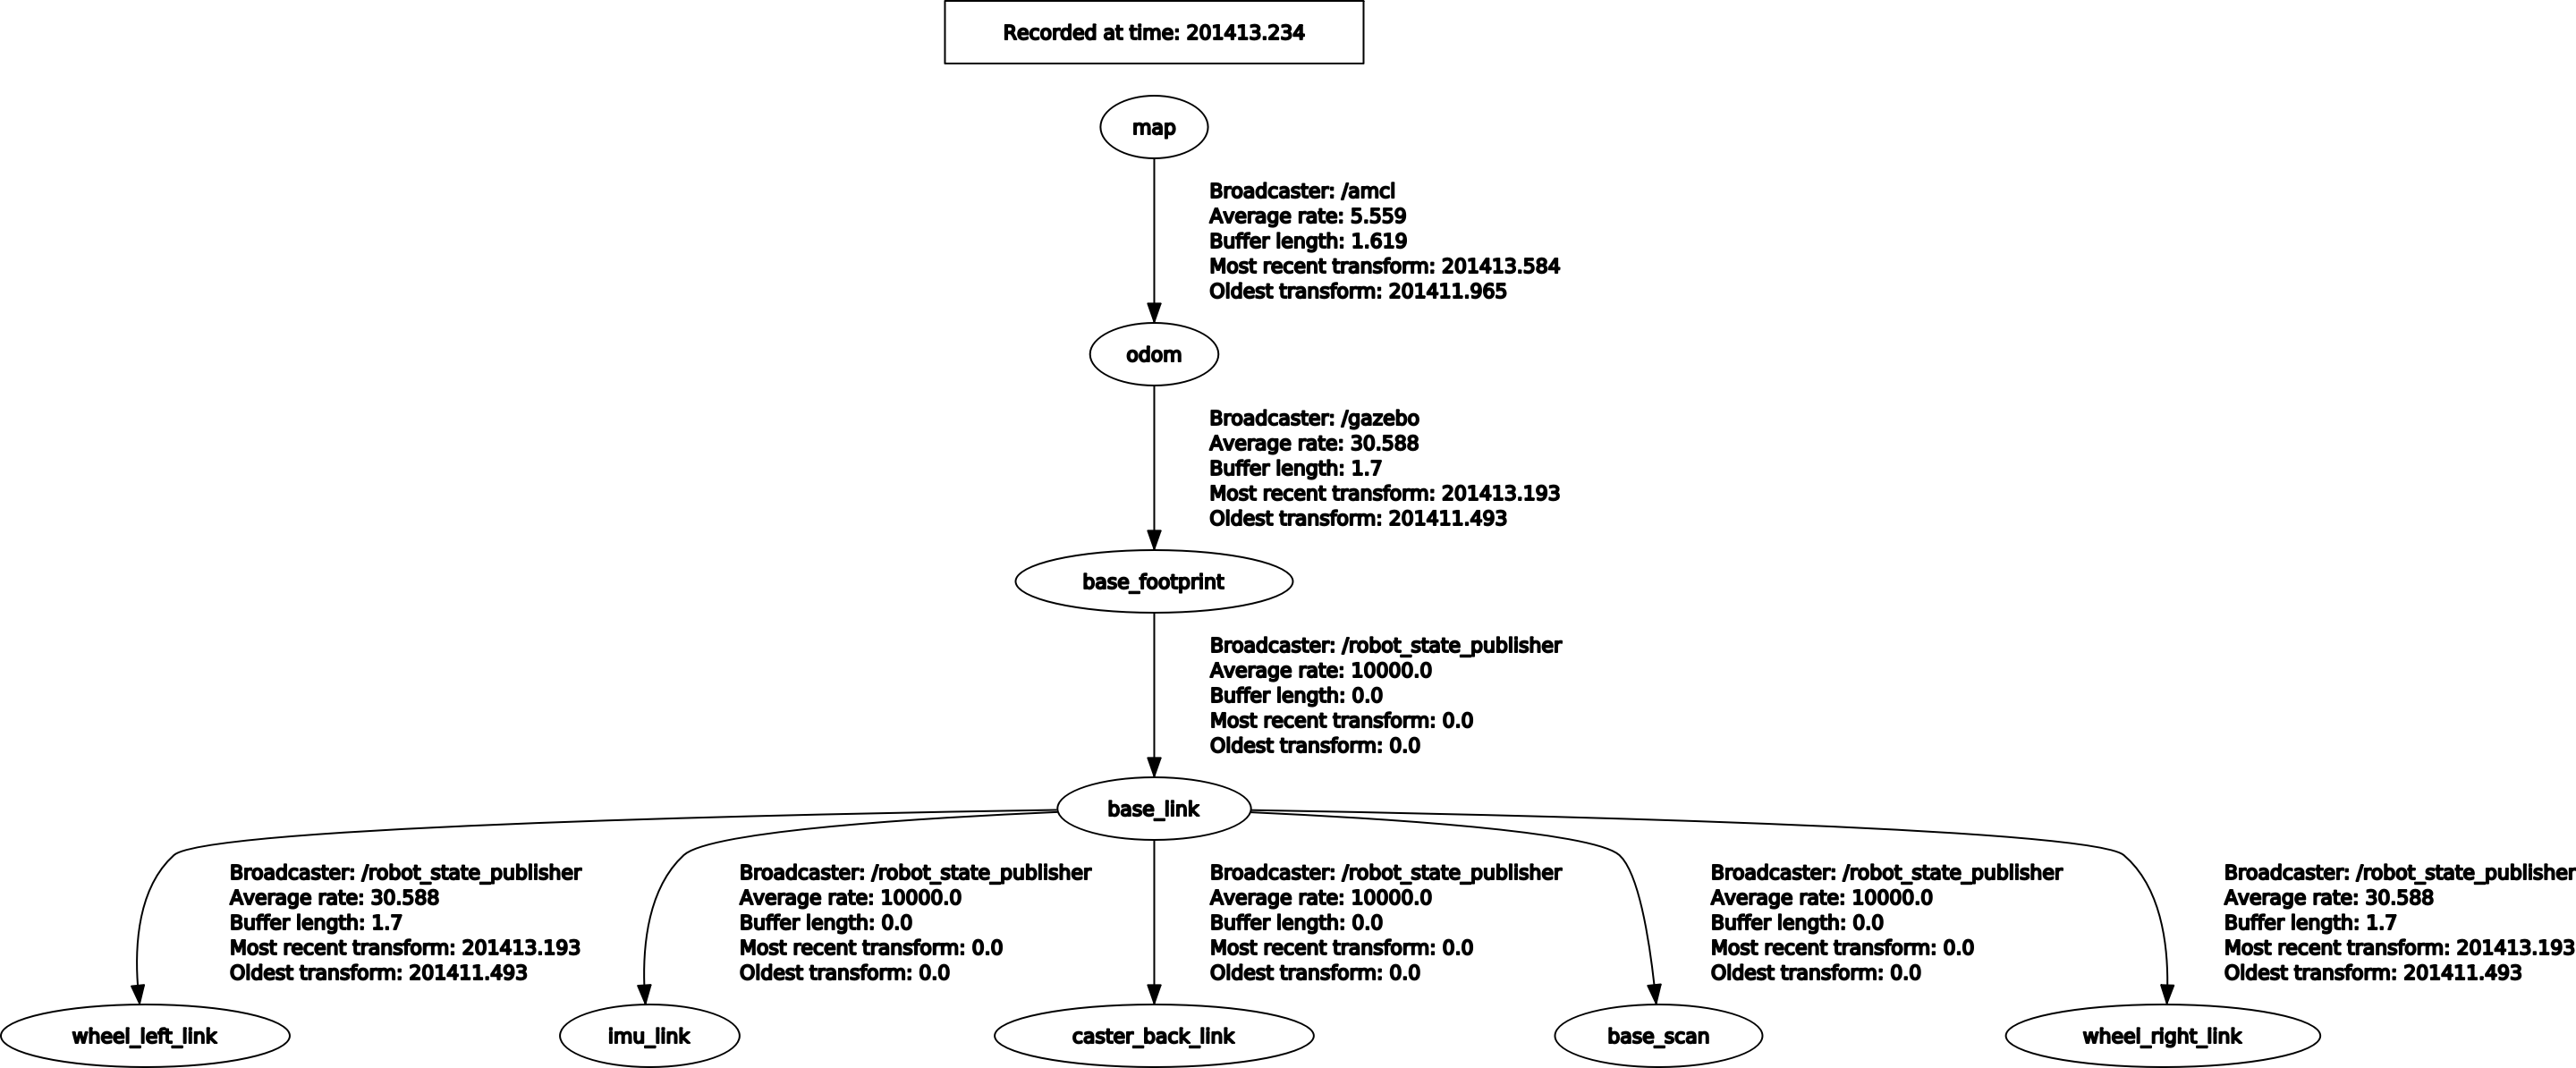 Recorded at time: 201413.234
map
Broadcaster: /amcl
Average rate: 5.559
Buffer length: 1.619
Most recent transform: 201413.584
Oldest transform: 201411.965
odom
Broadcaster: /gazebo
Average rate: 30.588
Buffer length: 1.7
Most recent transform: 201413.193
Oldest transform: 201411.493
base_footprint
Broadcaster: /robot_state_publisher
Average rate: 10000.0
Buffer length: 0.0
Most recent transform: 0.0
Oldest transform: 0.0
base_link
Broadcaster: /robot_state_publisher
Average rate: 30.588
Buffer length: 1.7
Most recent transform: 201413.193
Oldest transform: 201411.493
Broadcaster: /robot_state_publisher
Average rate: 10000.0
Buffer length: 0.0
Most recent transform: 0.0
Oldest transform: 0.0
Broadcaster: /robot_state_publisher
Average rate: 10000.0
Buffer length: 0.0
Most recent transform: 0.0
Oldest transform: 0.0
Broadcaster: /robot_state_publisher
Average rate: 10000.0
Buffer length: 0.0
Most recent transform: 0.0
Oldest transform: 0.0
Broadcaster: /robot_state_publisher
Average rate: 30.588
Buffer length: 1.7
Most recent transform: 201413.193
Oldest transform: 201411.493
wheel_left_link
imu_link
caster_back_link
base_scan
wheel_right_link